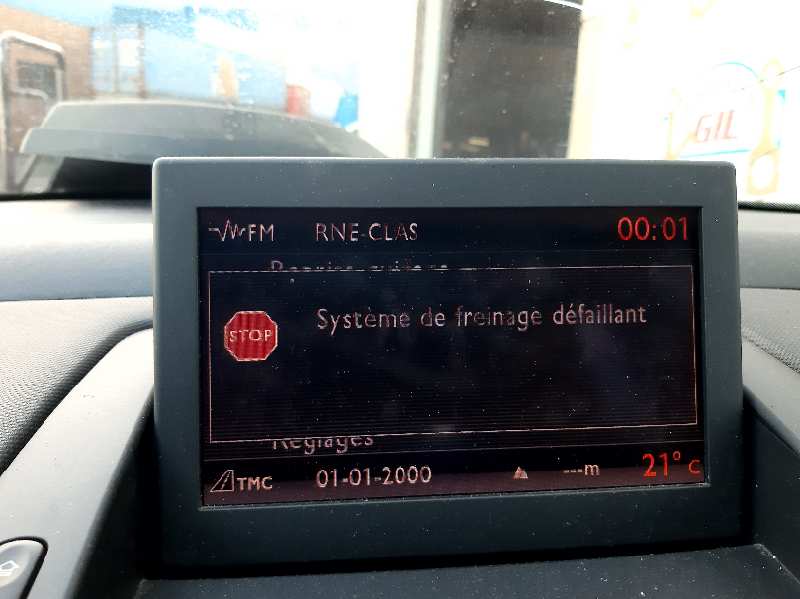 GIL
FM RNE-CLAS 00:01
STOP Système de freinage défaillant
Réglages
TMC 01-01-2000 ---m 21° C